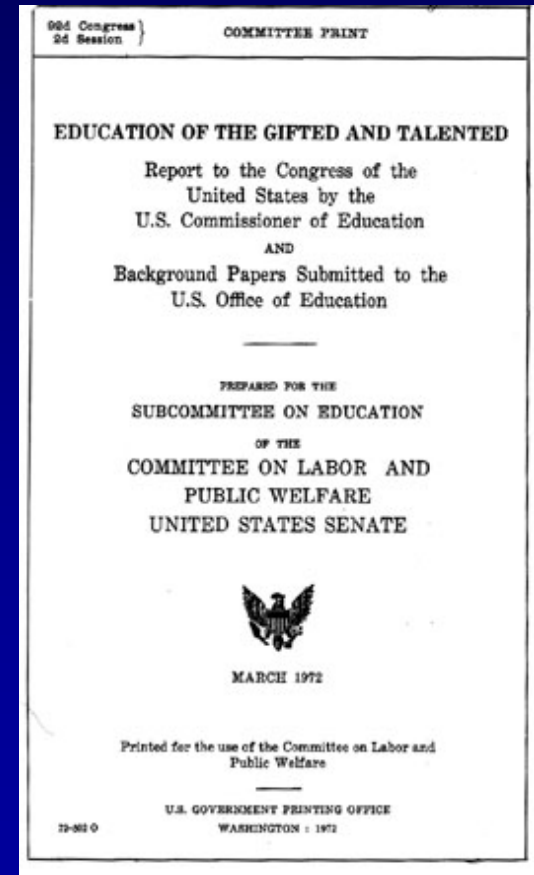 92d Congress
2d Session
COMMITTEE PRINT
EDUCATION OF THE GIFTED AND TALENTED
Report to the Congress of the
United States by the
U.S. Commissioner of Education
AND
Background Papers Submitted to the
U.S. Office of Education
PREPARED FOR THE
SUBCOMMITTEE ON EDUCATION
OF THE
COMMITTEE ON LABOR AND
PUBLIC WELFARE
UNITED STATES SENATE
MARCH 1972
Printed for the use of the Committee on Labor and
Public Welfare
U.S. GOVERNMENT PRINTING OFFICE
72-502 O WASHINGTON : 1972